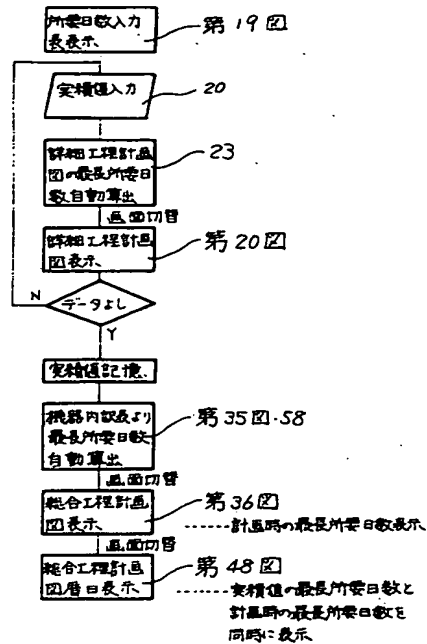 所要日数入力
表表示
第19図
実積値入力
20
詳細工程計画
図の最長所要日
数自動算出
23
画面切替
詳細工程計画
図表示
第20図
N
データよし
Y
実積値記憶
機器内訳表より
最長所要日数
自動算出
第35図-58
画面切替
総合工程計画
図表示
第36図
計画時の最長所要日数表示
画面切替
総合工程計画
図暦日表示
第48図
実積値の最長所要日数と
計画時の最長所要日数を
同時に表示